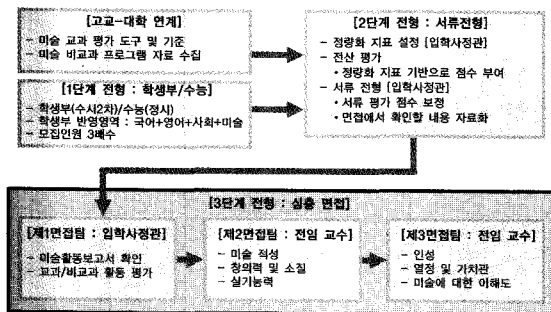 [고교-대학 연계]
- 미술 교과 평가 도구 및 기준
- 미술 비교과 프로그램 자료 수집
[1단계 전형 : 학생부/수능]
- 학생부(수시2차)/수능(정시)
- 학생부 반영영역 : 국어+영어+사회+미술
- 모집인원 3배수
[2단계 전형 : 서류전형]
- 정량화 지표 설정 [입학사정관]
- 전산 평가
• 정량화 지표 기반으로 점수 부여
- 서류 전형 [입학사정관]
• 서류 평가 점수 보정
• 면접에서 확인할 내용 자료화
[3단계 전형 : 심층 면접]
[제1면접팀 : 입학사정관]
- 미술활동보고서 확인
- 교과/비교과 활동 평가
[제2면접팀 : 전임 교수]
- 미술 적성
- 창의력 및 소질
- 실기능력
[제3면접팀 : 전임 교수]
- 인성
- 열정 및 가치관
- 미술에 대한 이해도